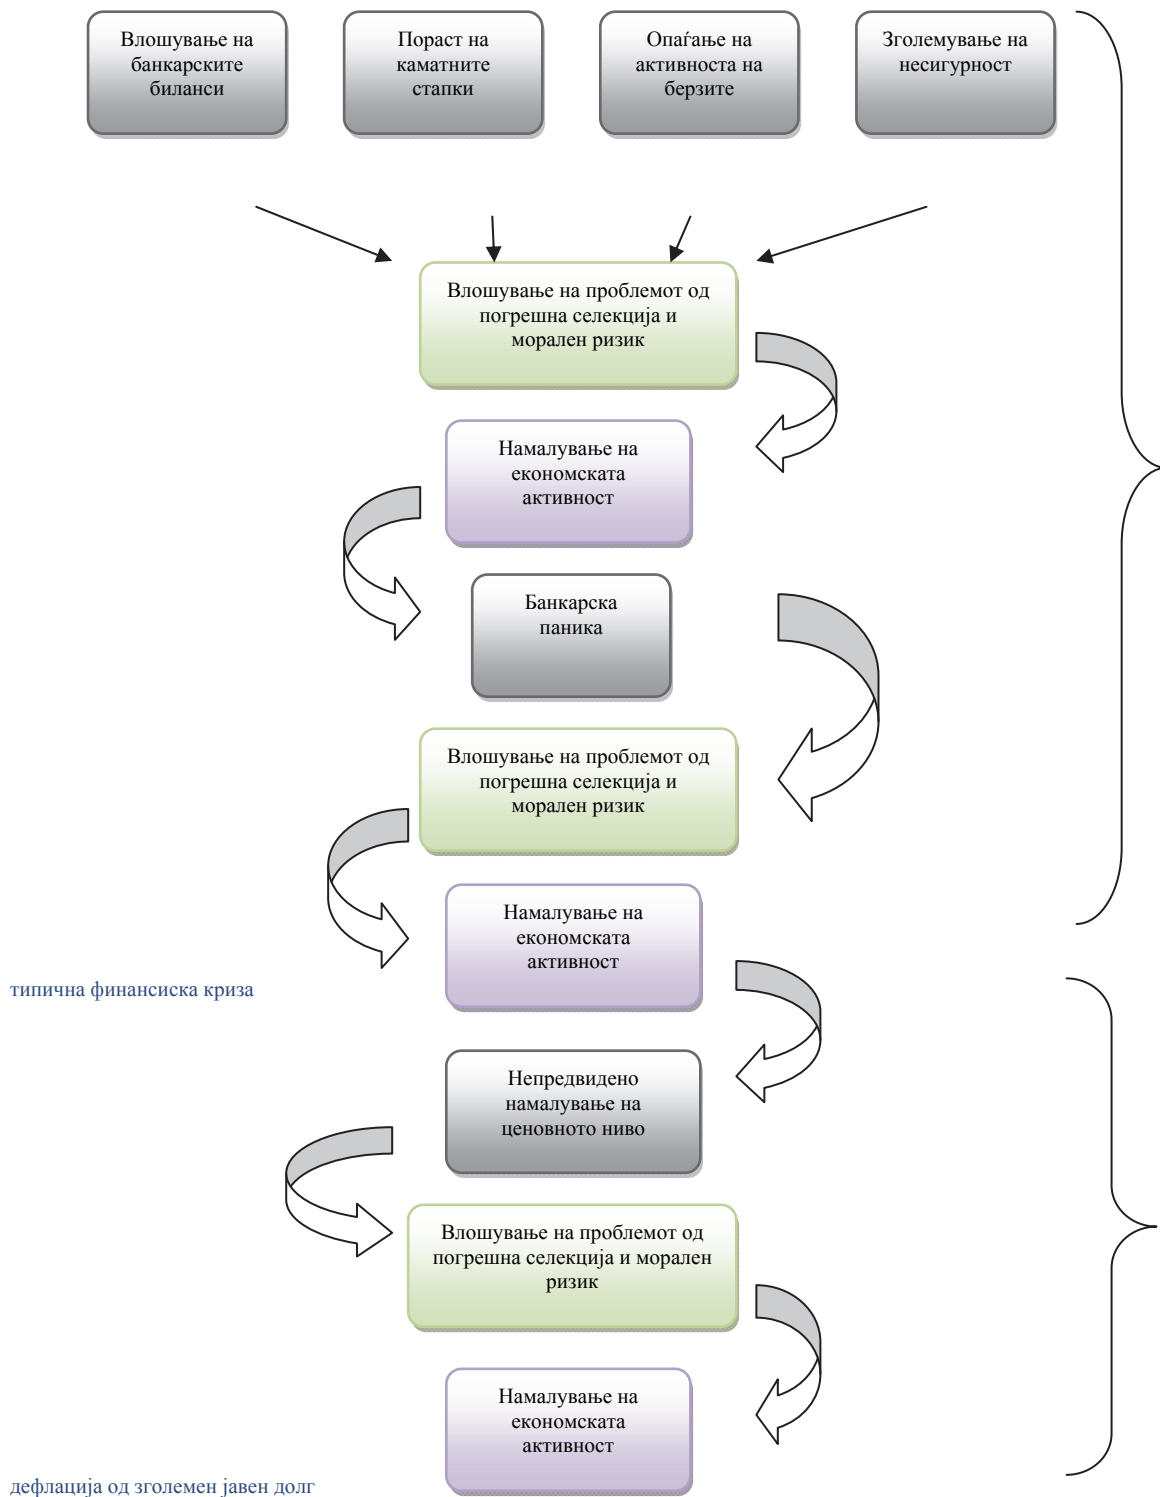 Влошување на
банкарските
биланси
Пораст на
каматните
стапки
Опаѓање на
активноста на
берзите
Зголемување на
несигурност
Влошување на проблемот од
погрешна селекција и
морален ризик
Намалување на
економската
активност
Банкарска
паника
Влошување на проблемот од
погрешна селекција и
морален ризик
Намалување на
економската
активност
типична финансиска криза
Непредвидено
намалување на
ценовното ниво
Влошување на проблемот од
погрешна селекција и морален
ризик
Намалување на
економската
активност
дефлација од зголемен јавен долг